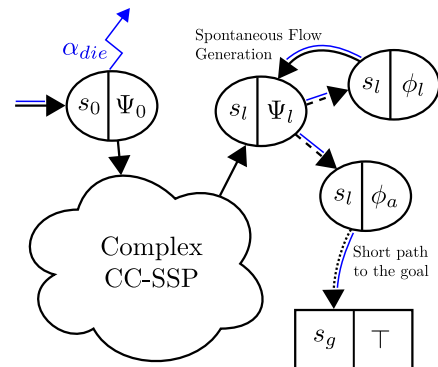 Spontaneous Flow
Generation
α_die
s_0 Ψ_0
s_l Ψ_l
s_l ϕ_l
s_l ϕ_a
Complex
CC-SSP
Short path
to the goal
s_g ⊤